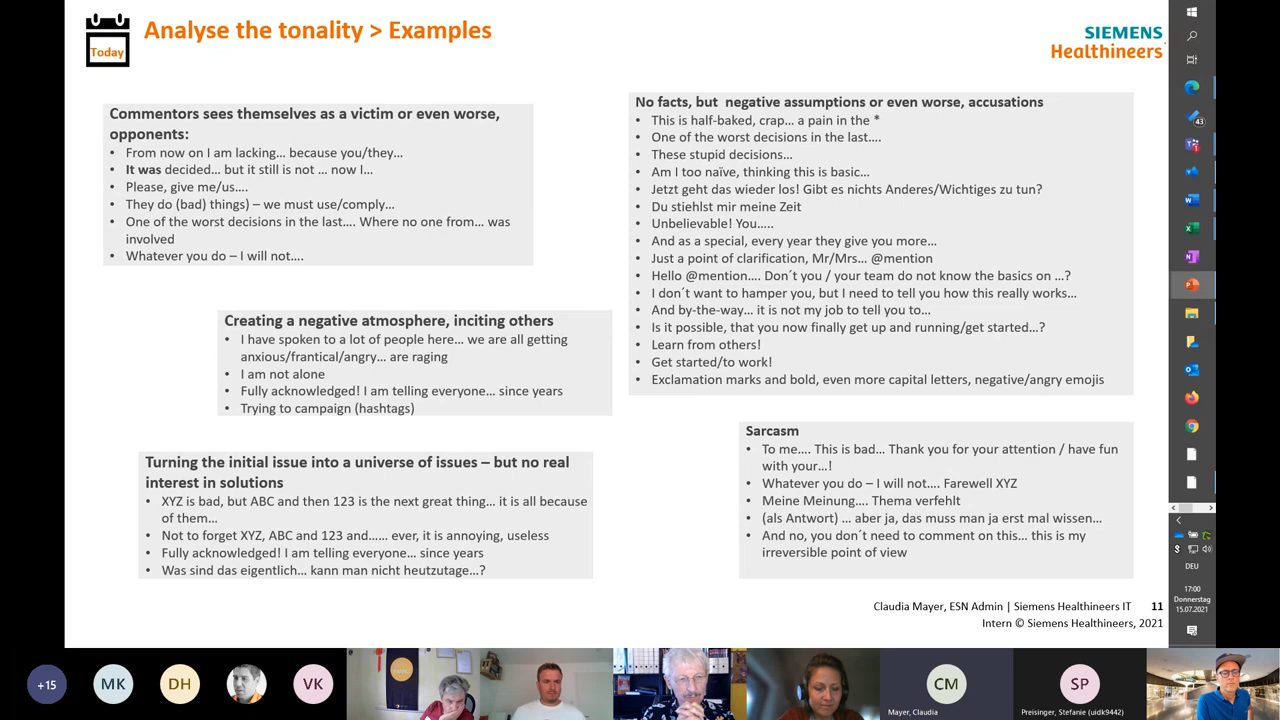 Today
Analyse the tonality > Examples
SIEMENS
Healthineers
Commentors sees themselves as a victim or even worse,
opponents:
• From now on I am lacking... because you/they...
• It was decided... but it still is not ... now I...
• Please, give me/us....
• They do (bad) things) – we must use/comply...
• One of the worst decisions in the last.... Where no one from... was
involved
• Whatever you do – I will not....
No facts, but negative assumptions or even worse, accusations
• This is half-baked, crap... a pain in the *
• One of the worst decisions in the last....
• These stupid decisions...
• Am I too naïve, thinking this is basic...
• Jetzt geht das wieder los! Gibt es nichts Anderes/Wichtiges zu tun?
• Du stiehlst mir meine Zeit
• Unbelievable! You.....
• And as a special, every year they give you more...
• Just a point of clarification, Mr/Mrs... @mention
• Hello @mention.... Don´t you / your team do not know the basics on ...?
• I don´t want to hamper you, but I need to tell you how this really works...
• And by-the-way... it is not my job to tell you to...
• Is it possible, that you now finally get up and running/get started...?
• Learn from others!
• Get started/to work!
• Exclamation marks and bold, even more capital letters, negative/angry emojis
Creating a negative atmosphere, inciting others
• I have spoken to a lot of people here... we are all getting
anxious/frantical/angry... are raging
• I am not alone
• Fully acknowledged! I am telling everyone... since years
• Trying to campaign (hashtags)
Turning the initial issue into a universe of issues – but no real
interest in solutions
• XYZ is bad, but ABC and then 123 is the next great thing... it is all because
of them...
• Not to forget XYZ, ABC and 123 and...... ever, it is annoying, useless
• Fully acknowledged! I am telling everyone... since years
• Was sind das eigentlich... kann man nicht heutzutage...?
Sarcasm
• To me.... This is bad... Thank you for your attention / have fun
with your...!
• Whatever you do – I will not.... Farewell XYZ
• Meine Meinung.... Thema verfehlt
• (als Antwort) ... aber ja, das muss man ja erst mal wissen...
• And no, you don´t need to comment on this... this is my
irreversible point of view
Claudia Mayer, ESN Admin | Siemens Healthineers IT 11
Intern © Siemens Healthineers, 2021
43
DEU
17:00
Donnerstag
15.07.2021
+15
MK
DH
VK
CM
Mayer, Claudia
SP
Preisinger, Stefanie (uidk9442)